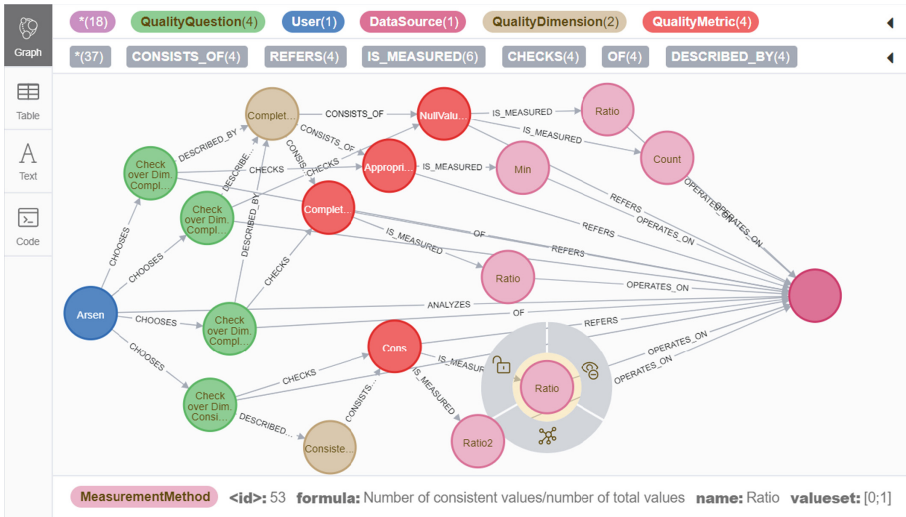 *(18) QualityQuestion(4) User(1) DataSource(1) QualityDimension(2) QualityMetric(4)
*(37) CONSISTS_OF(4) REFERS(4) IS_MEASURED(6) CHECKS(4) OF(4) DESCRIBED_BY(4)
Graph
Table
Text
Code
Complet...
CONSISTS_OF
NullValu...
IS_MEASURED
Ratio
DESCRIBED_BY
CONSISTS_OF
IS_MEASURED
Count
Check
over Dim.
Compl...
CHECKS
DESCRIBE...
CONSIS...
CHECKS
Appropri...
IS_MEASURED
Min
OPERATES_ON
OPERATES_ON
Check
over Dim.
Compl...
DESCRIBED_BY
Complet...
REFERS
REFERS
OPERATES_ON
CHOOSES
OF
REFERS
IS_MEASURED
CHOOSES
CHECKS
Ratio
OPERATES_ON
Arsen
ANALYZES
CHOOSES
Check
over Dim.
Compl...
OF
REFERS
CHOOSES
Cons
IS_MEASUR
OPERATES_ON
OPERATES_ON
CHECKS
IS_MEASURED
Ratio
Check
over Dim.
Consi...
CONSISTS...
DESCRIBED...
Consiste...
Ratio2
MeasurementMethod <id>: 53 formula: Number of consistent values/number of total values name: Ratio valueset: [0;1]